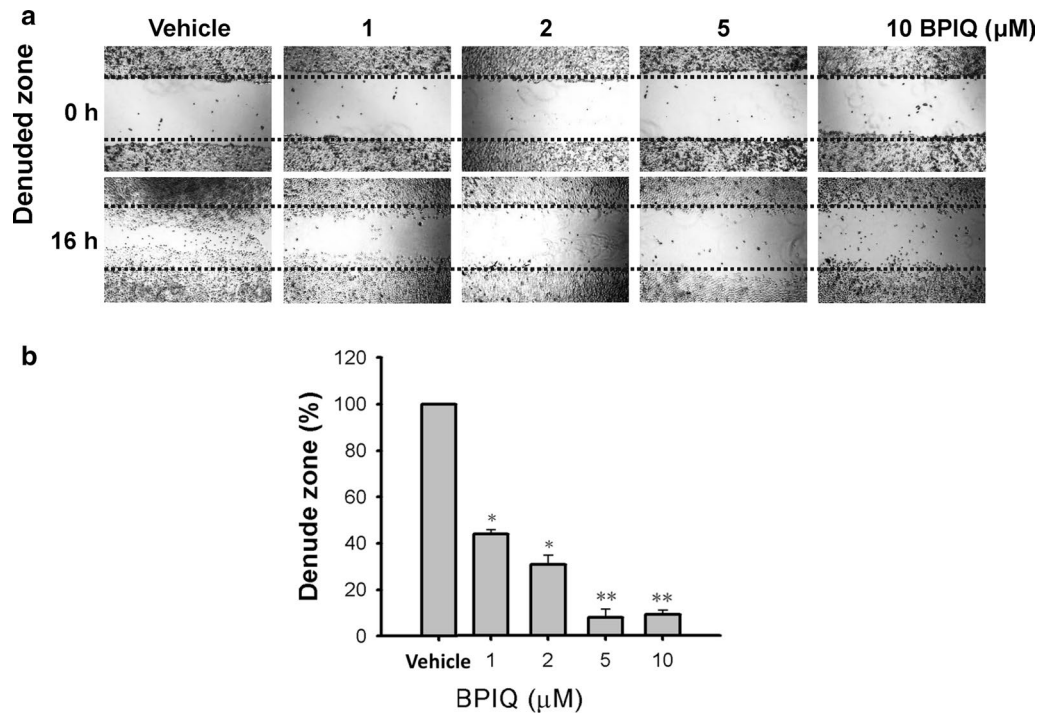 a
Vehicle 1 2 5 10 BPIQ (µM)
Denuded zone
0 h
16 h
b
Denude zone (%)
120
100
80
60
40
20
0
* * ** **
Vehicle 1 2 5 10
BPIQ (µM)